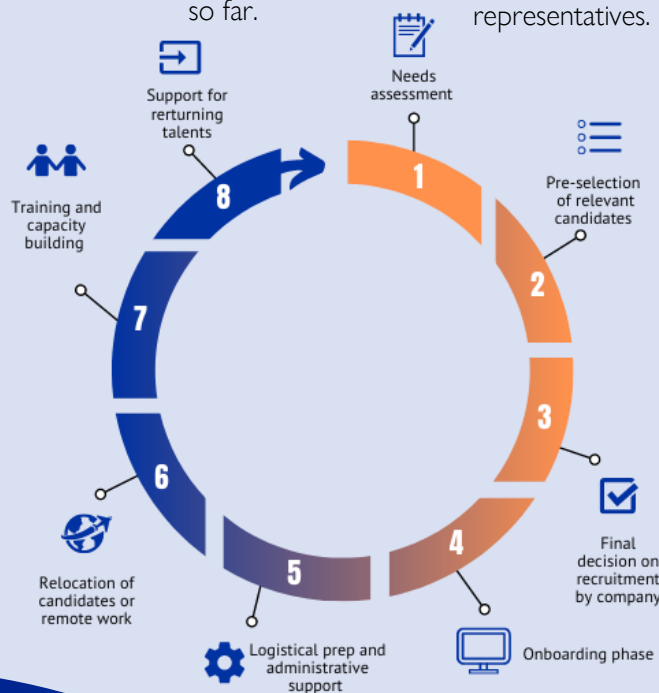 so far.
representatives.
Needs
assessment
1
Pre-selection
of relevant
candidates
2
3
Final
decision on
recruitment
by company
4
Onboarding phase
5
Logistical prep and
administrative
support
6
Relocation of
candidates or
remote work
7
Training and
capacity
building
8
Support for
rerturning
talents